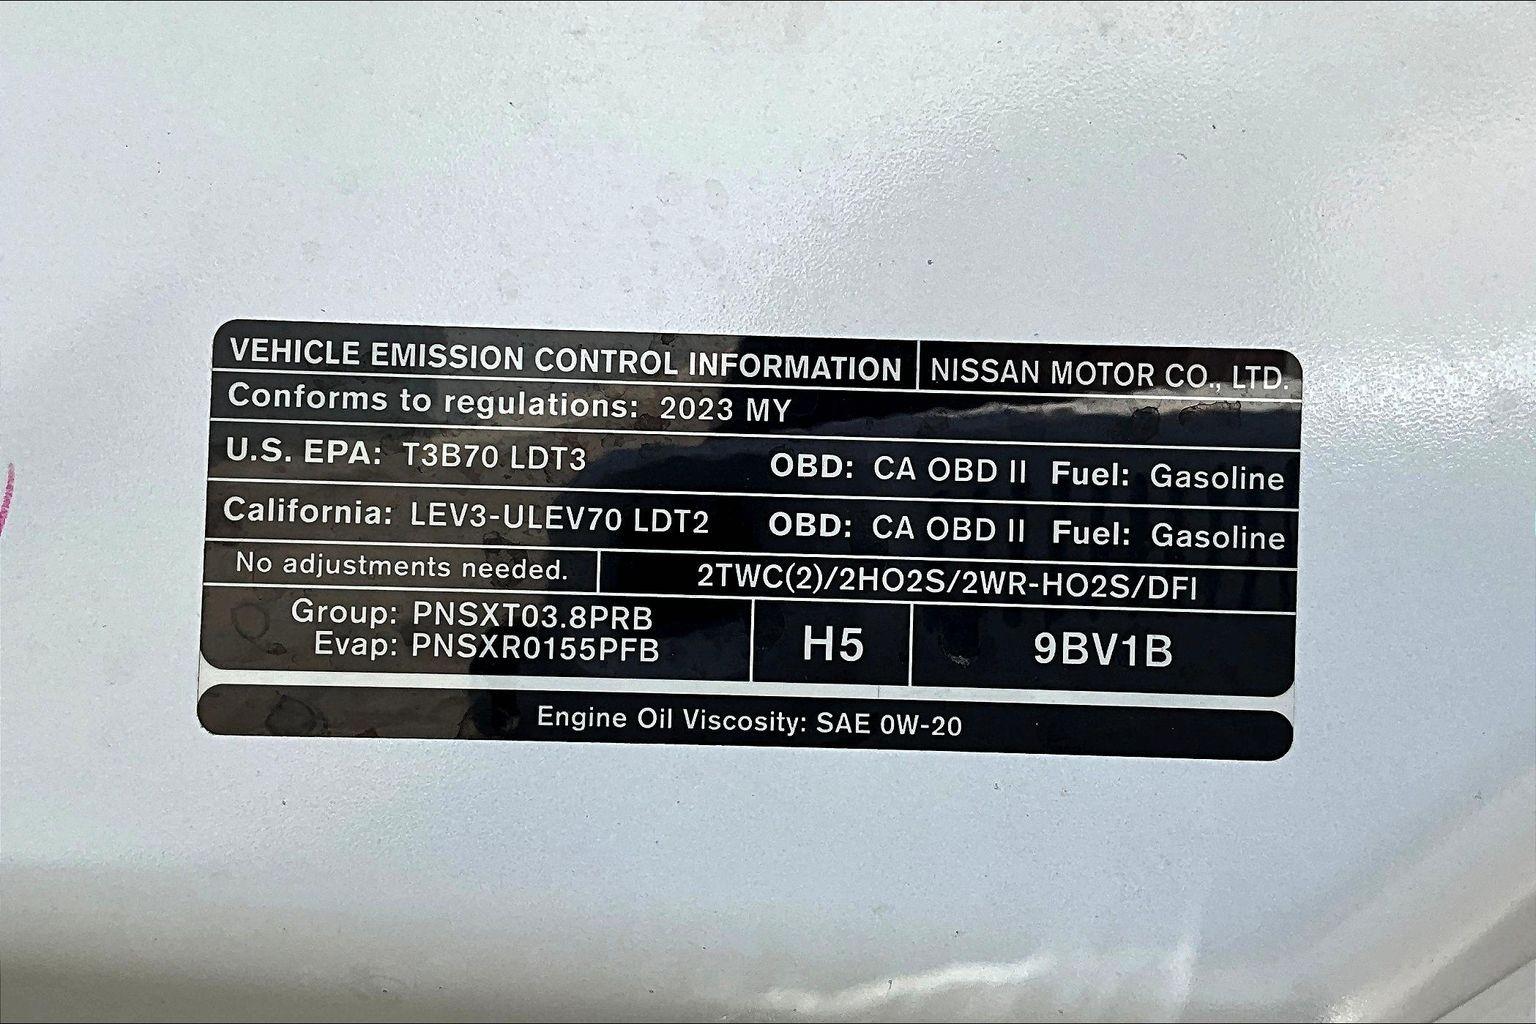 VEHICLE EMISSION CONTROL INFORMATION NISSAN MOTOR CO., LTD.
Conforms to regulations: 2023 MY
U.S. EPA: T3B70 LDT3 OBD: CA OBD II Fuel: Gasoline
California: LEV3-ULEV70 LDT2 OBD: CA OBD II Fuel: Gasoline
No adjustments needed. 2TWC(2)/2HO2S/2WR-HO2S/DFI
Group: PNSXT03.8PRB
Evap: PNSXR0155PFB
H5
9BV1B
Engine Oil Viscosity: SAE 0W-20